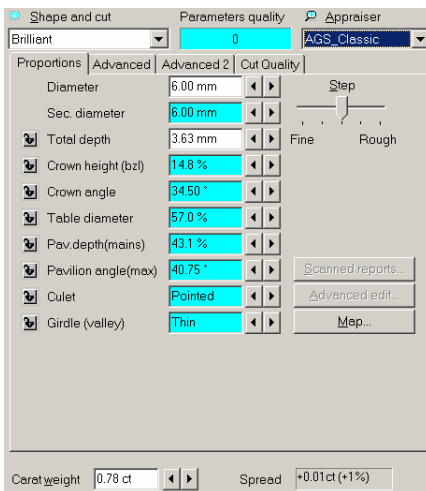 Shape and cut Parameters quality Appraiser
Brilliant 0 AGS_Classic
Proportions Advanced Advanced 2 Cut Quality
Diameter 6.00 mm Step
Sec. diameter 6.00 mm
Total depth 3.63 mm Fine Rough
Crown height (bzl) 14.8 %
Crown angle 34.50 °
Table diameter 57.0 %
Pav.depth(mains) 43.1 %
Pavilion angle(max) 40.75 ° Scanned reports...
Culet Pointed Advanced edit...
Girdle (valley) Thin Map...
Carat weight 0.78 ct Spread +0.01ct (+1%)